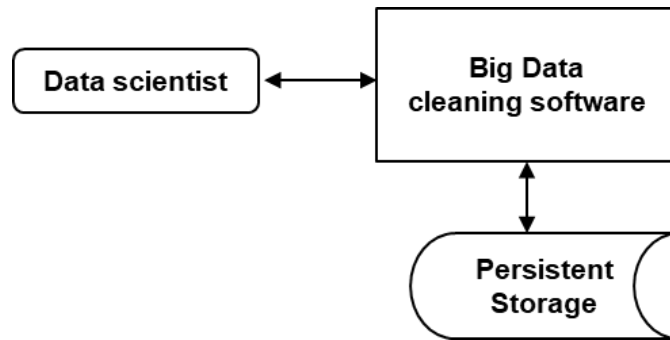 Data scientist
Big Data
cleaning software
Persistent
Storage